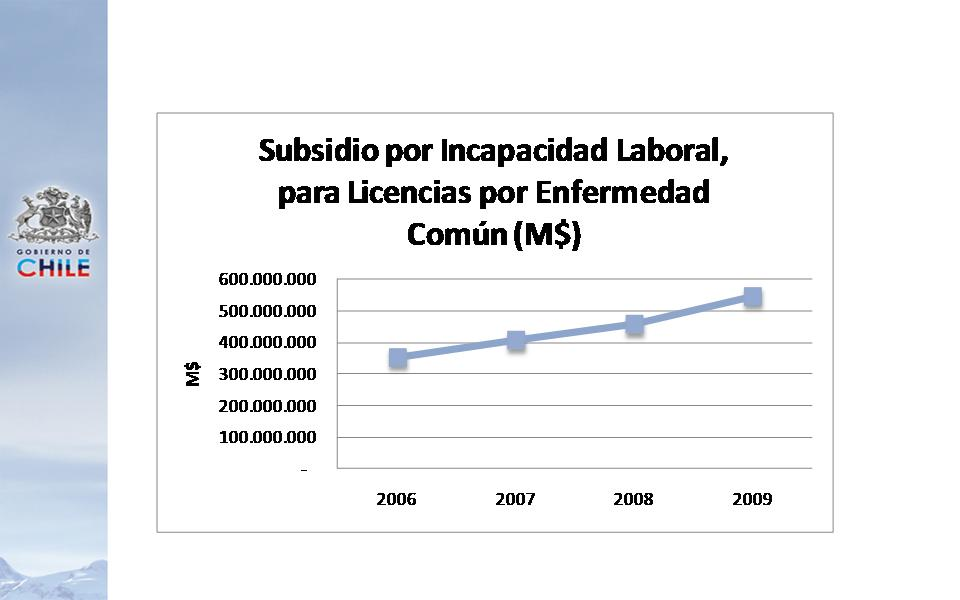 GOBIERNO DE
CHILE
Subsidio por Incapacidad Laboral,
para Licencias por Enfermedad
Común (M$)
M$
600.000.000
500.000.000
400.000.000
300.000.000
200.000.000
100.000.000
-
2006 2007 2008 2009